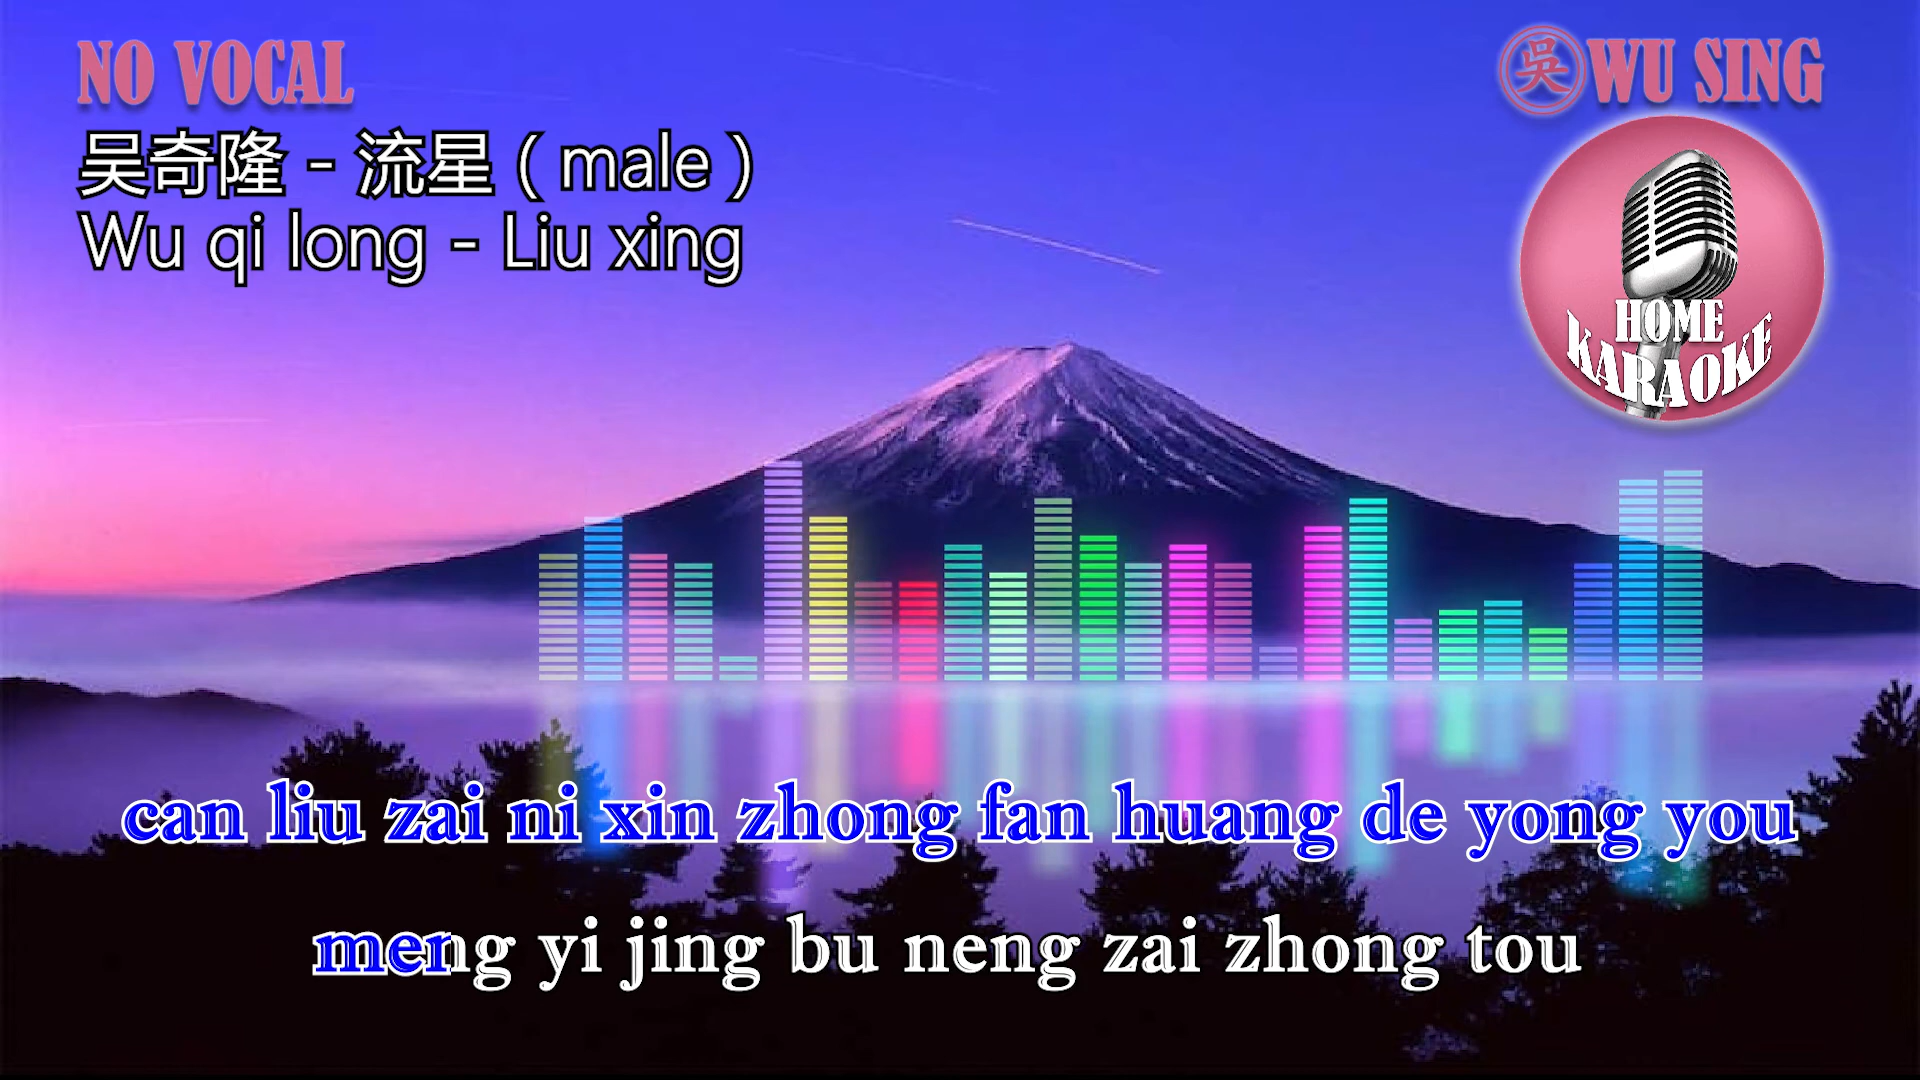 NO VOCAL
吴奇隆 - 流星 ( male )
Wu qi long - Liu xing
吳 WU SING
HOME
KARAOKE
can liu zai ni xin zhong fan huang de yong you
meng yi jing bu neng zai zhong tou